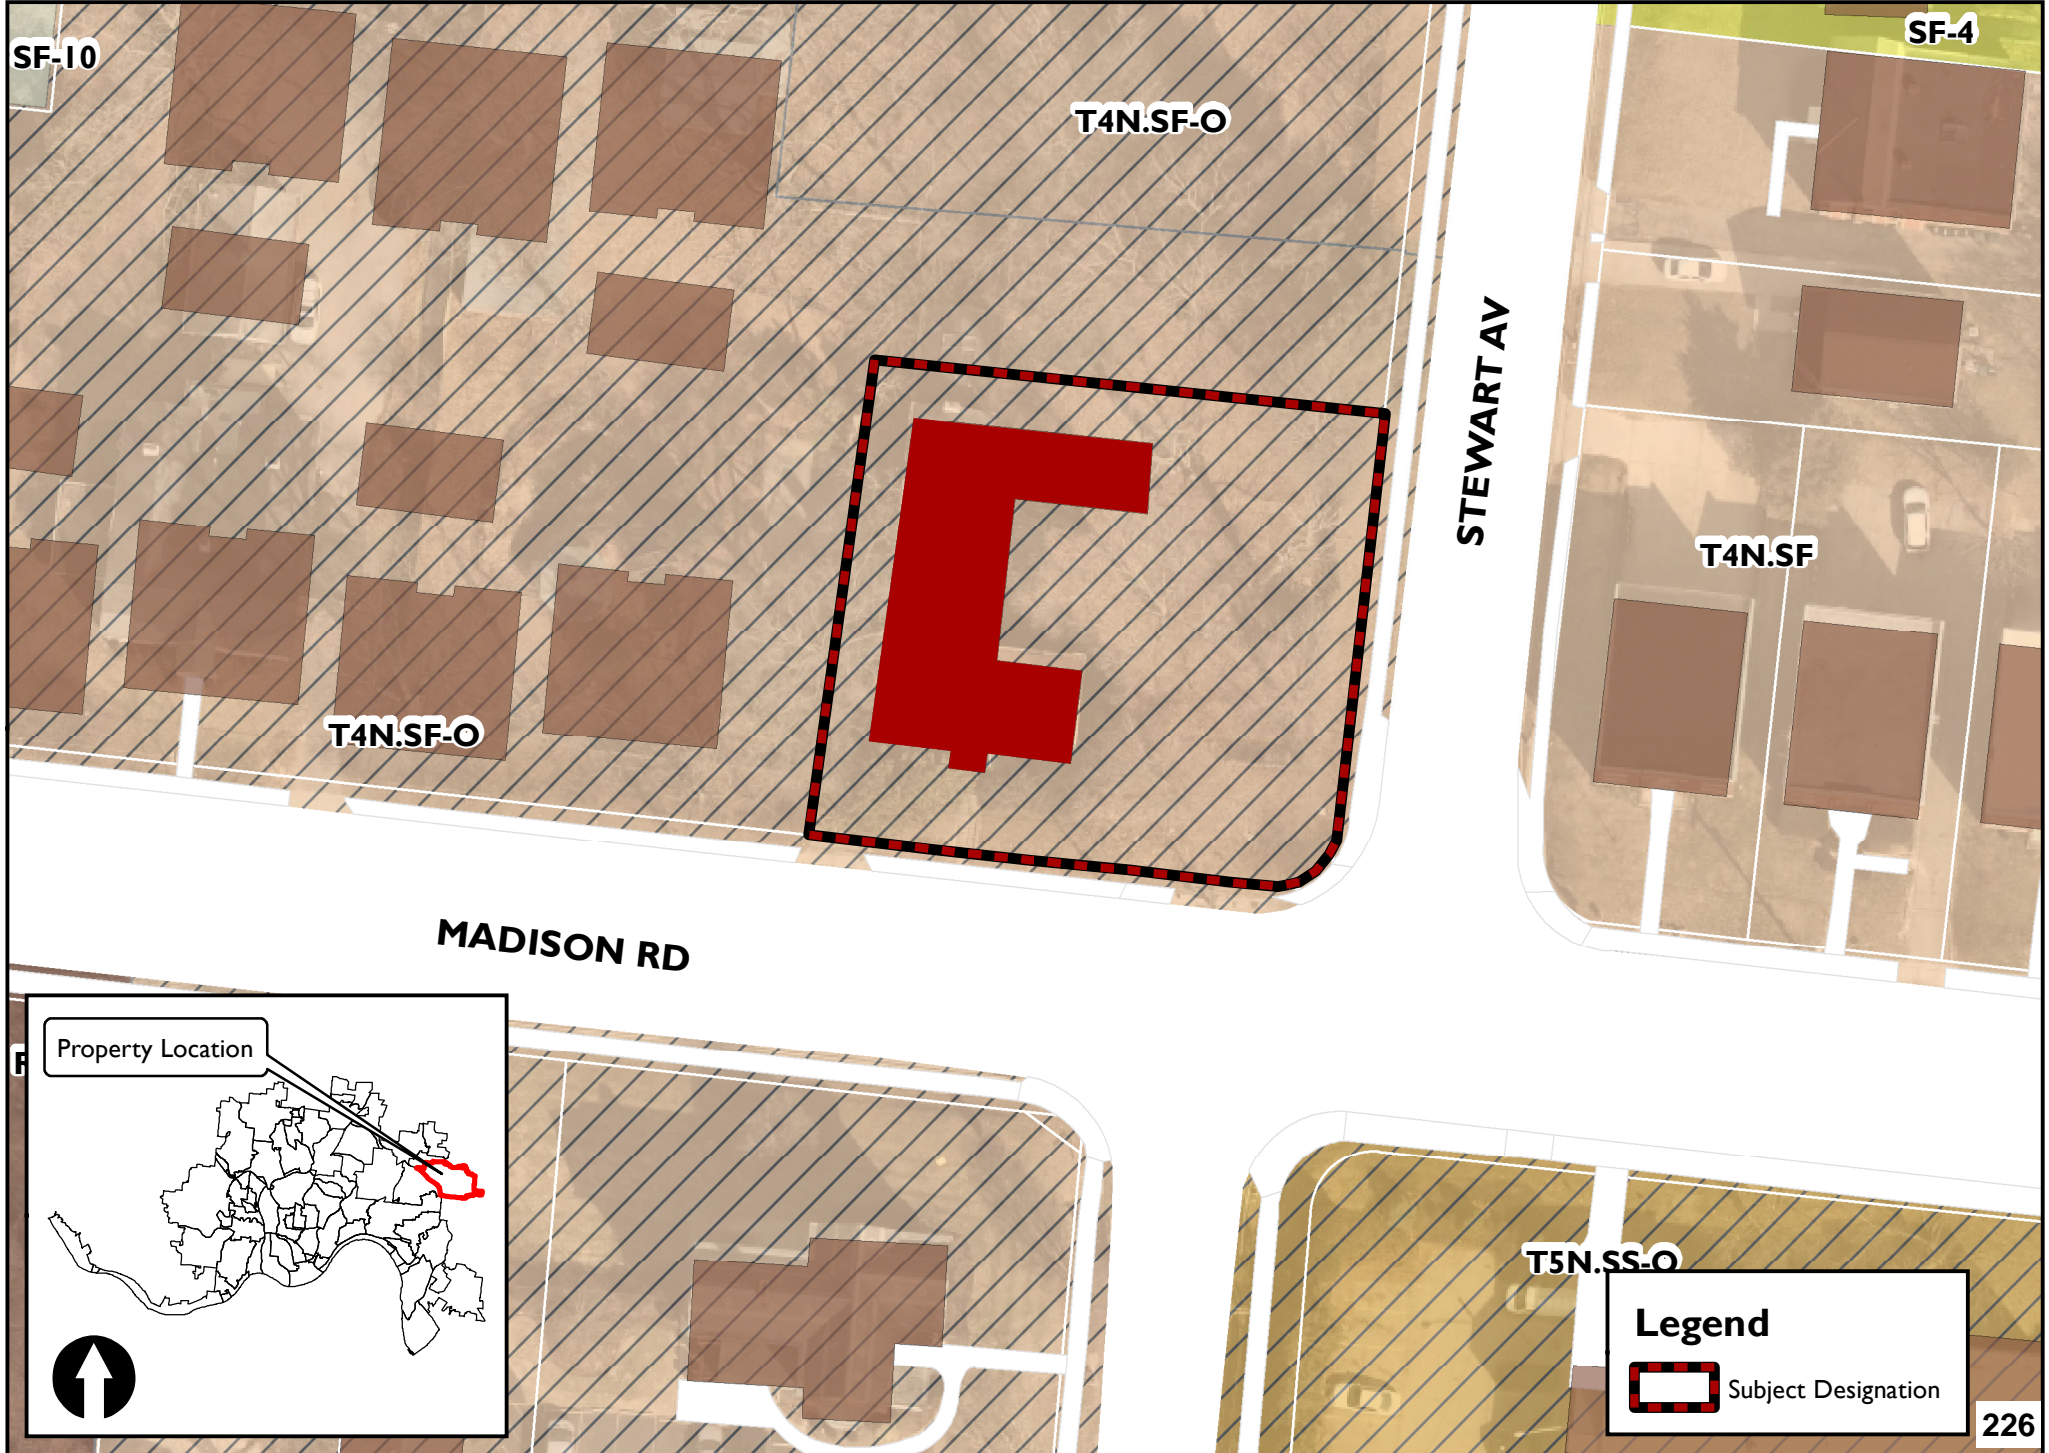 SF-10
SF-4
T4N.SF-O
STEWART AV
T4N.SF
T4N.SF-O
MADISON RD
Property Location
T5N.SS-O
Legend
Subject Designation
226